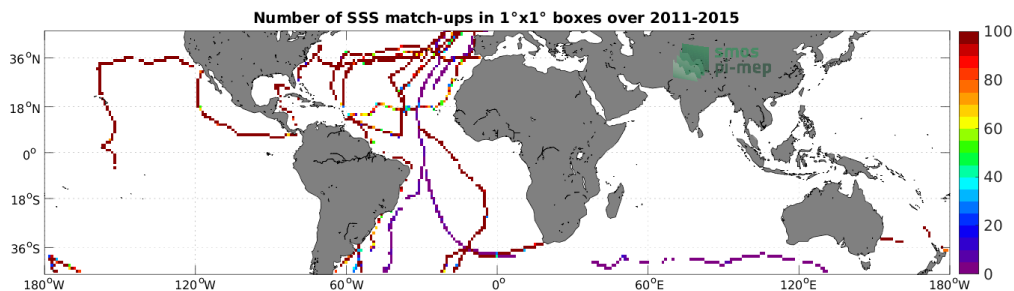 Number of SSS match-ups in 1°x1° boxes over 2011-2015
smos
pi-mep
36°N
18°N
0°
18°S
36°S
180°W
120°W
60°W
0°
60°E
120°E
180°W
100
80
60
40
20
0